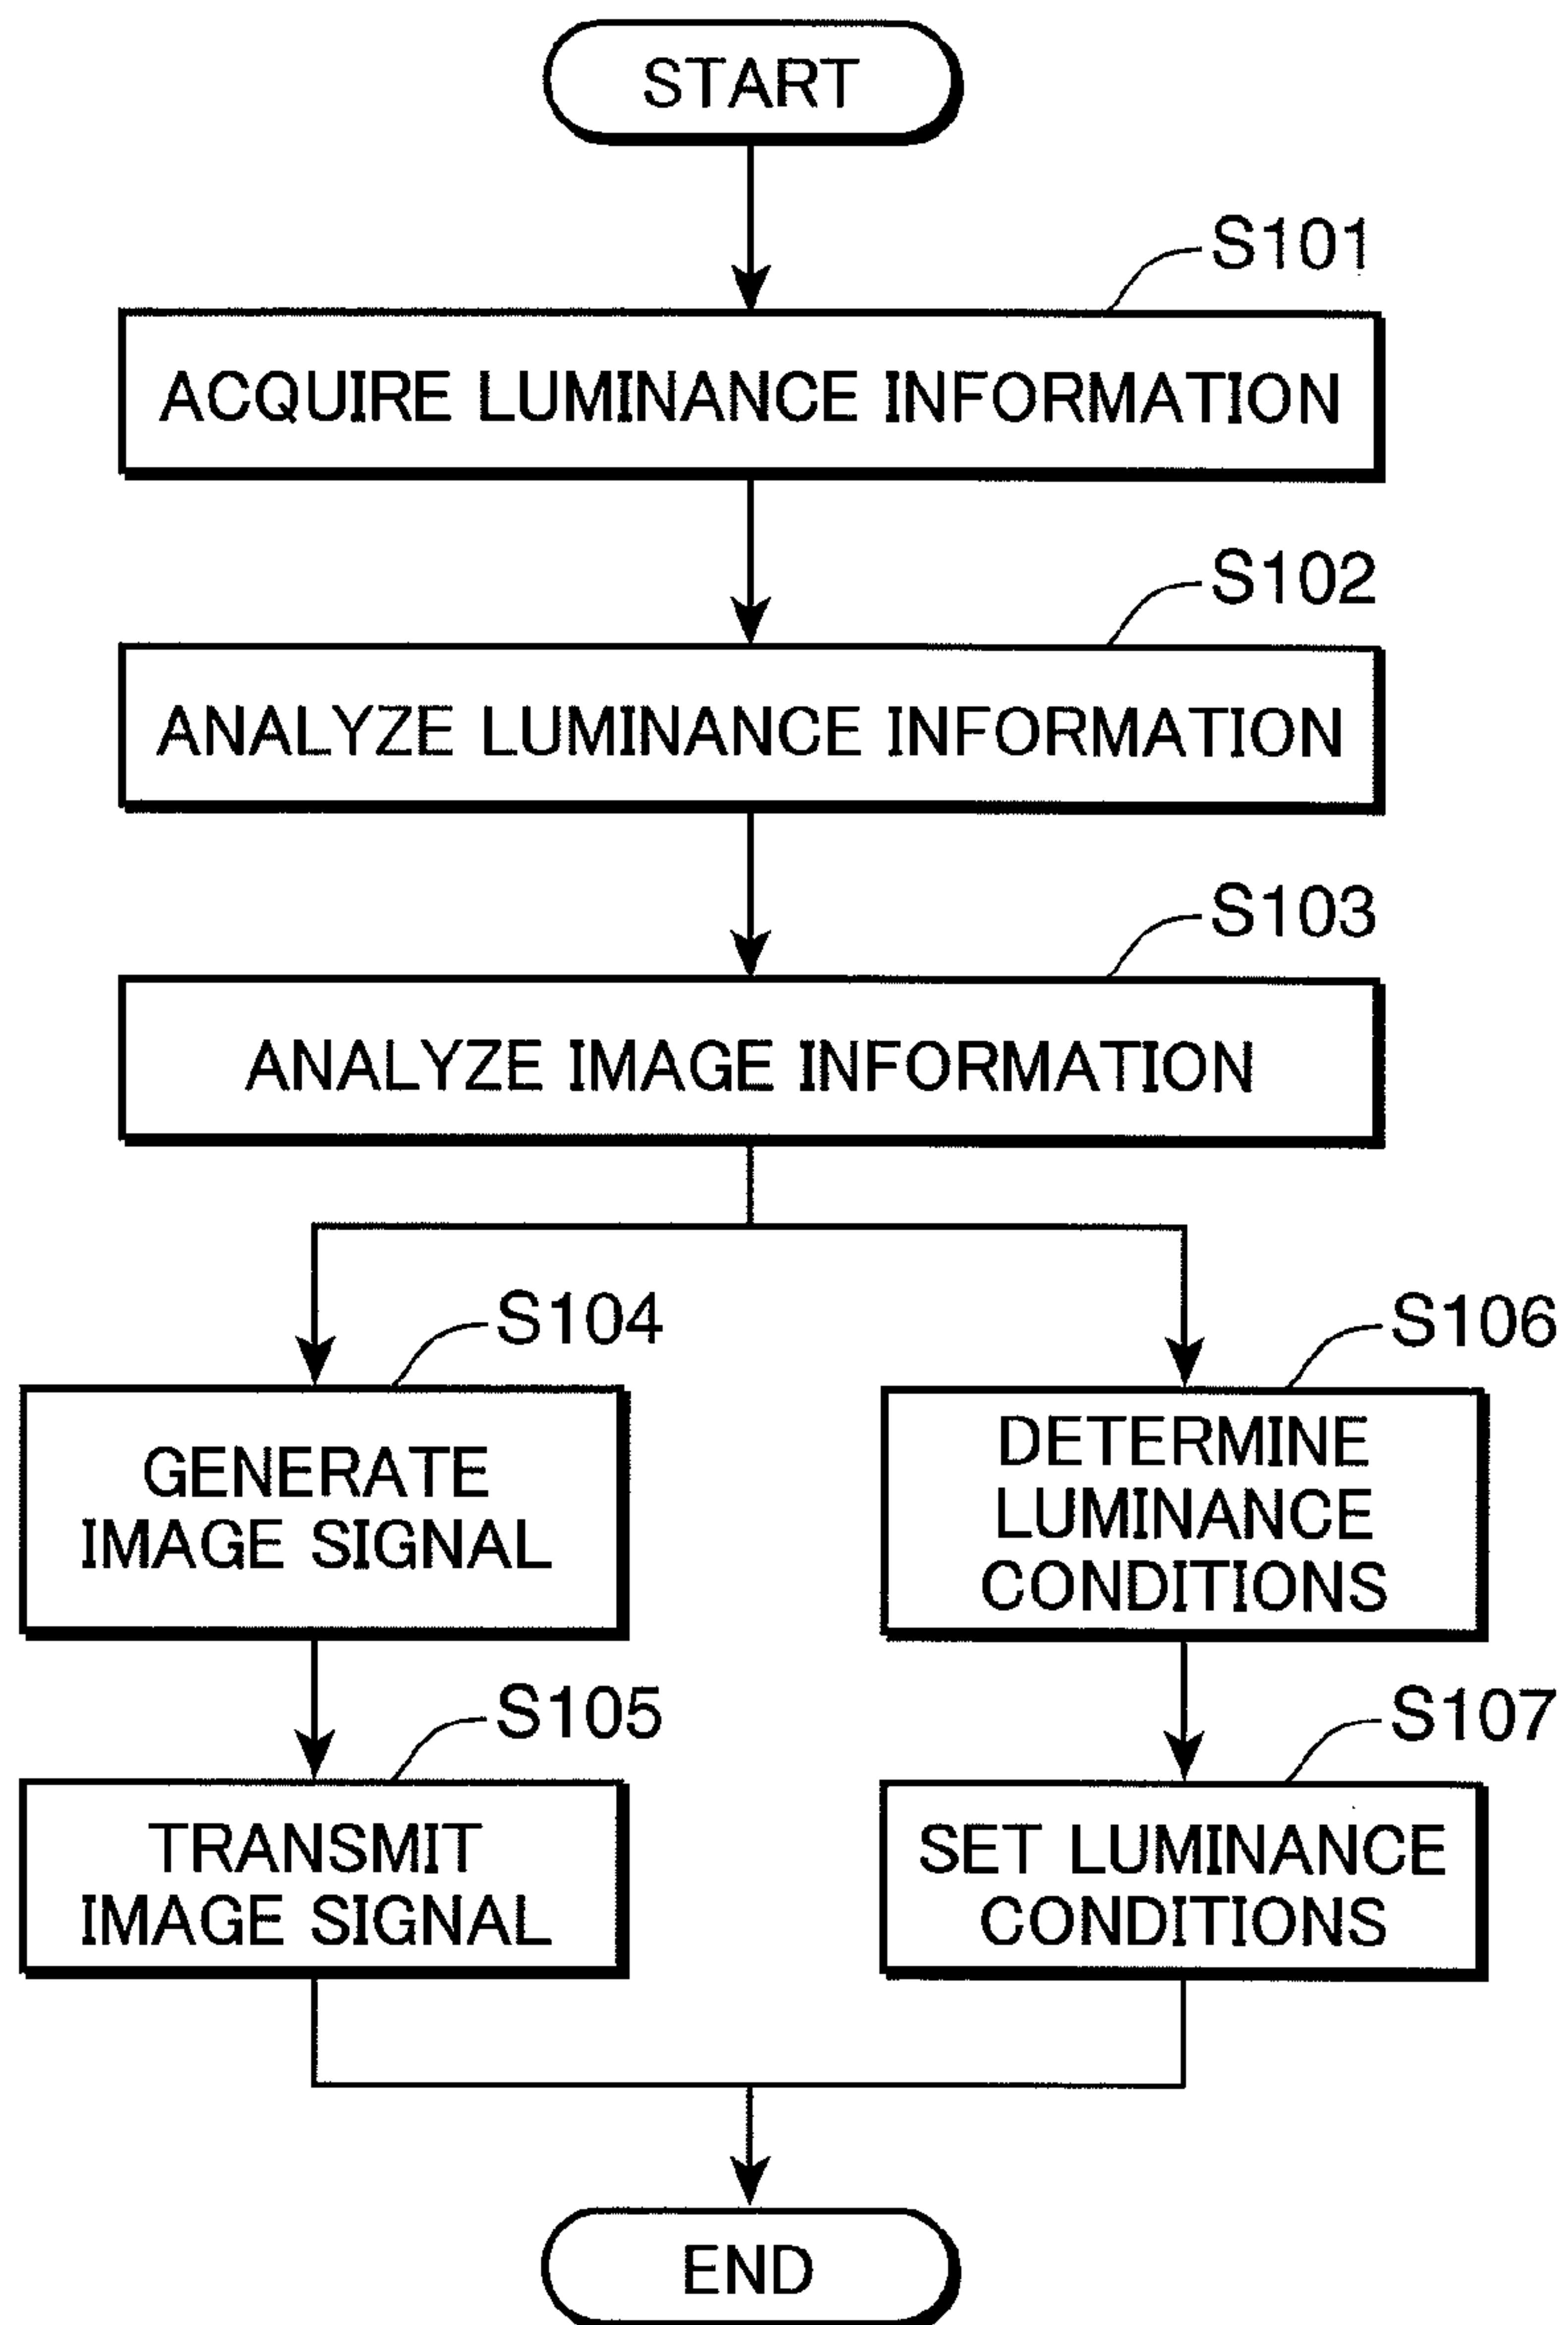 START
S101
ACQUIRE LUMINANCE INFORMATION
S102
ANALYZE LUMINANCE INFORMATION
S103
ANALYZE IMAGE INFORMATION
S104
GENERATE
IMAGE SIGNAL
S105
TRANSMIT
IMAGE SIGNAL
S106
DETERMINE
LUMINANCE
CONDITIONS
S107
SET LUMINANCE
CONDITIONS
END